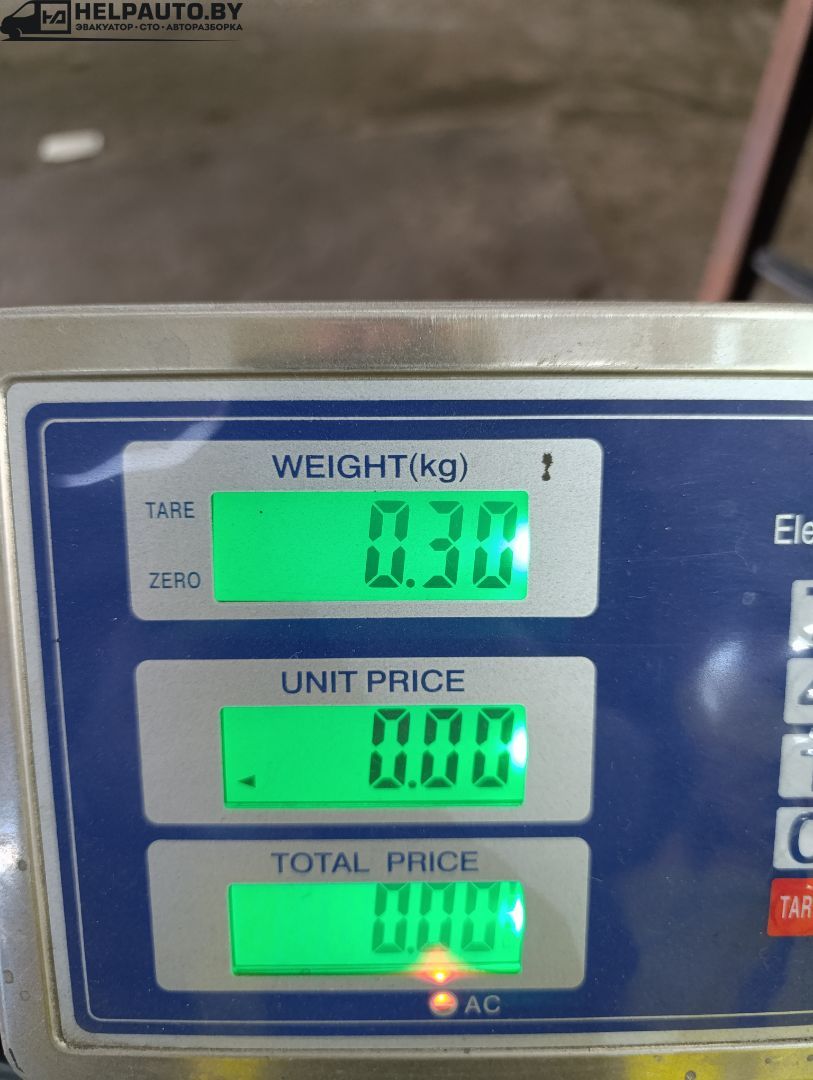 HELPAUTO.BY
ЭВАКУАТОР•СТО•АВТОРАЗБОРКА
WEIGHT(kg)
TARE
0.30
ZERO
UNIT PRICE
0.00
TOTAL PRICE
0.00
AC